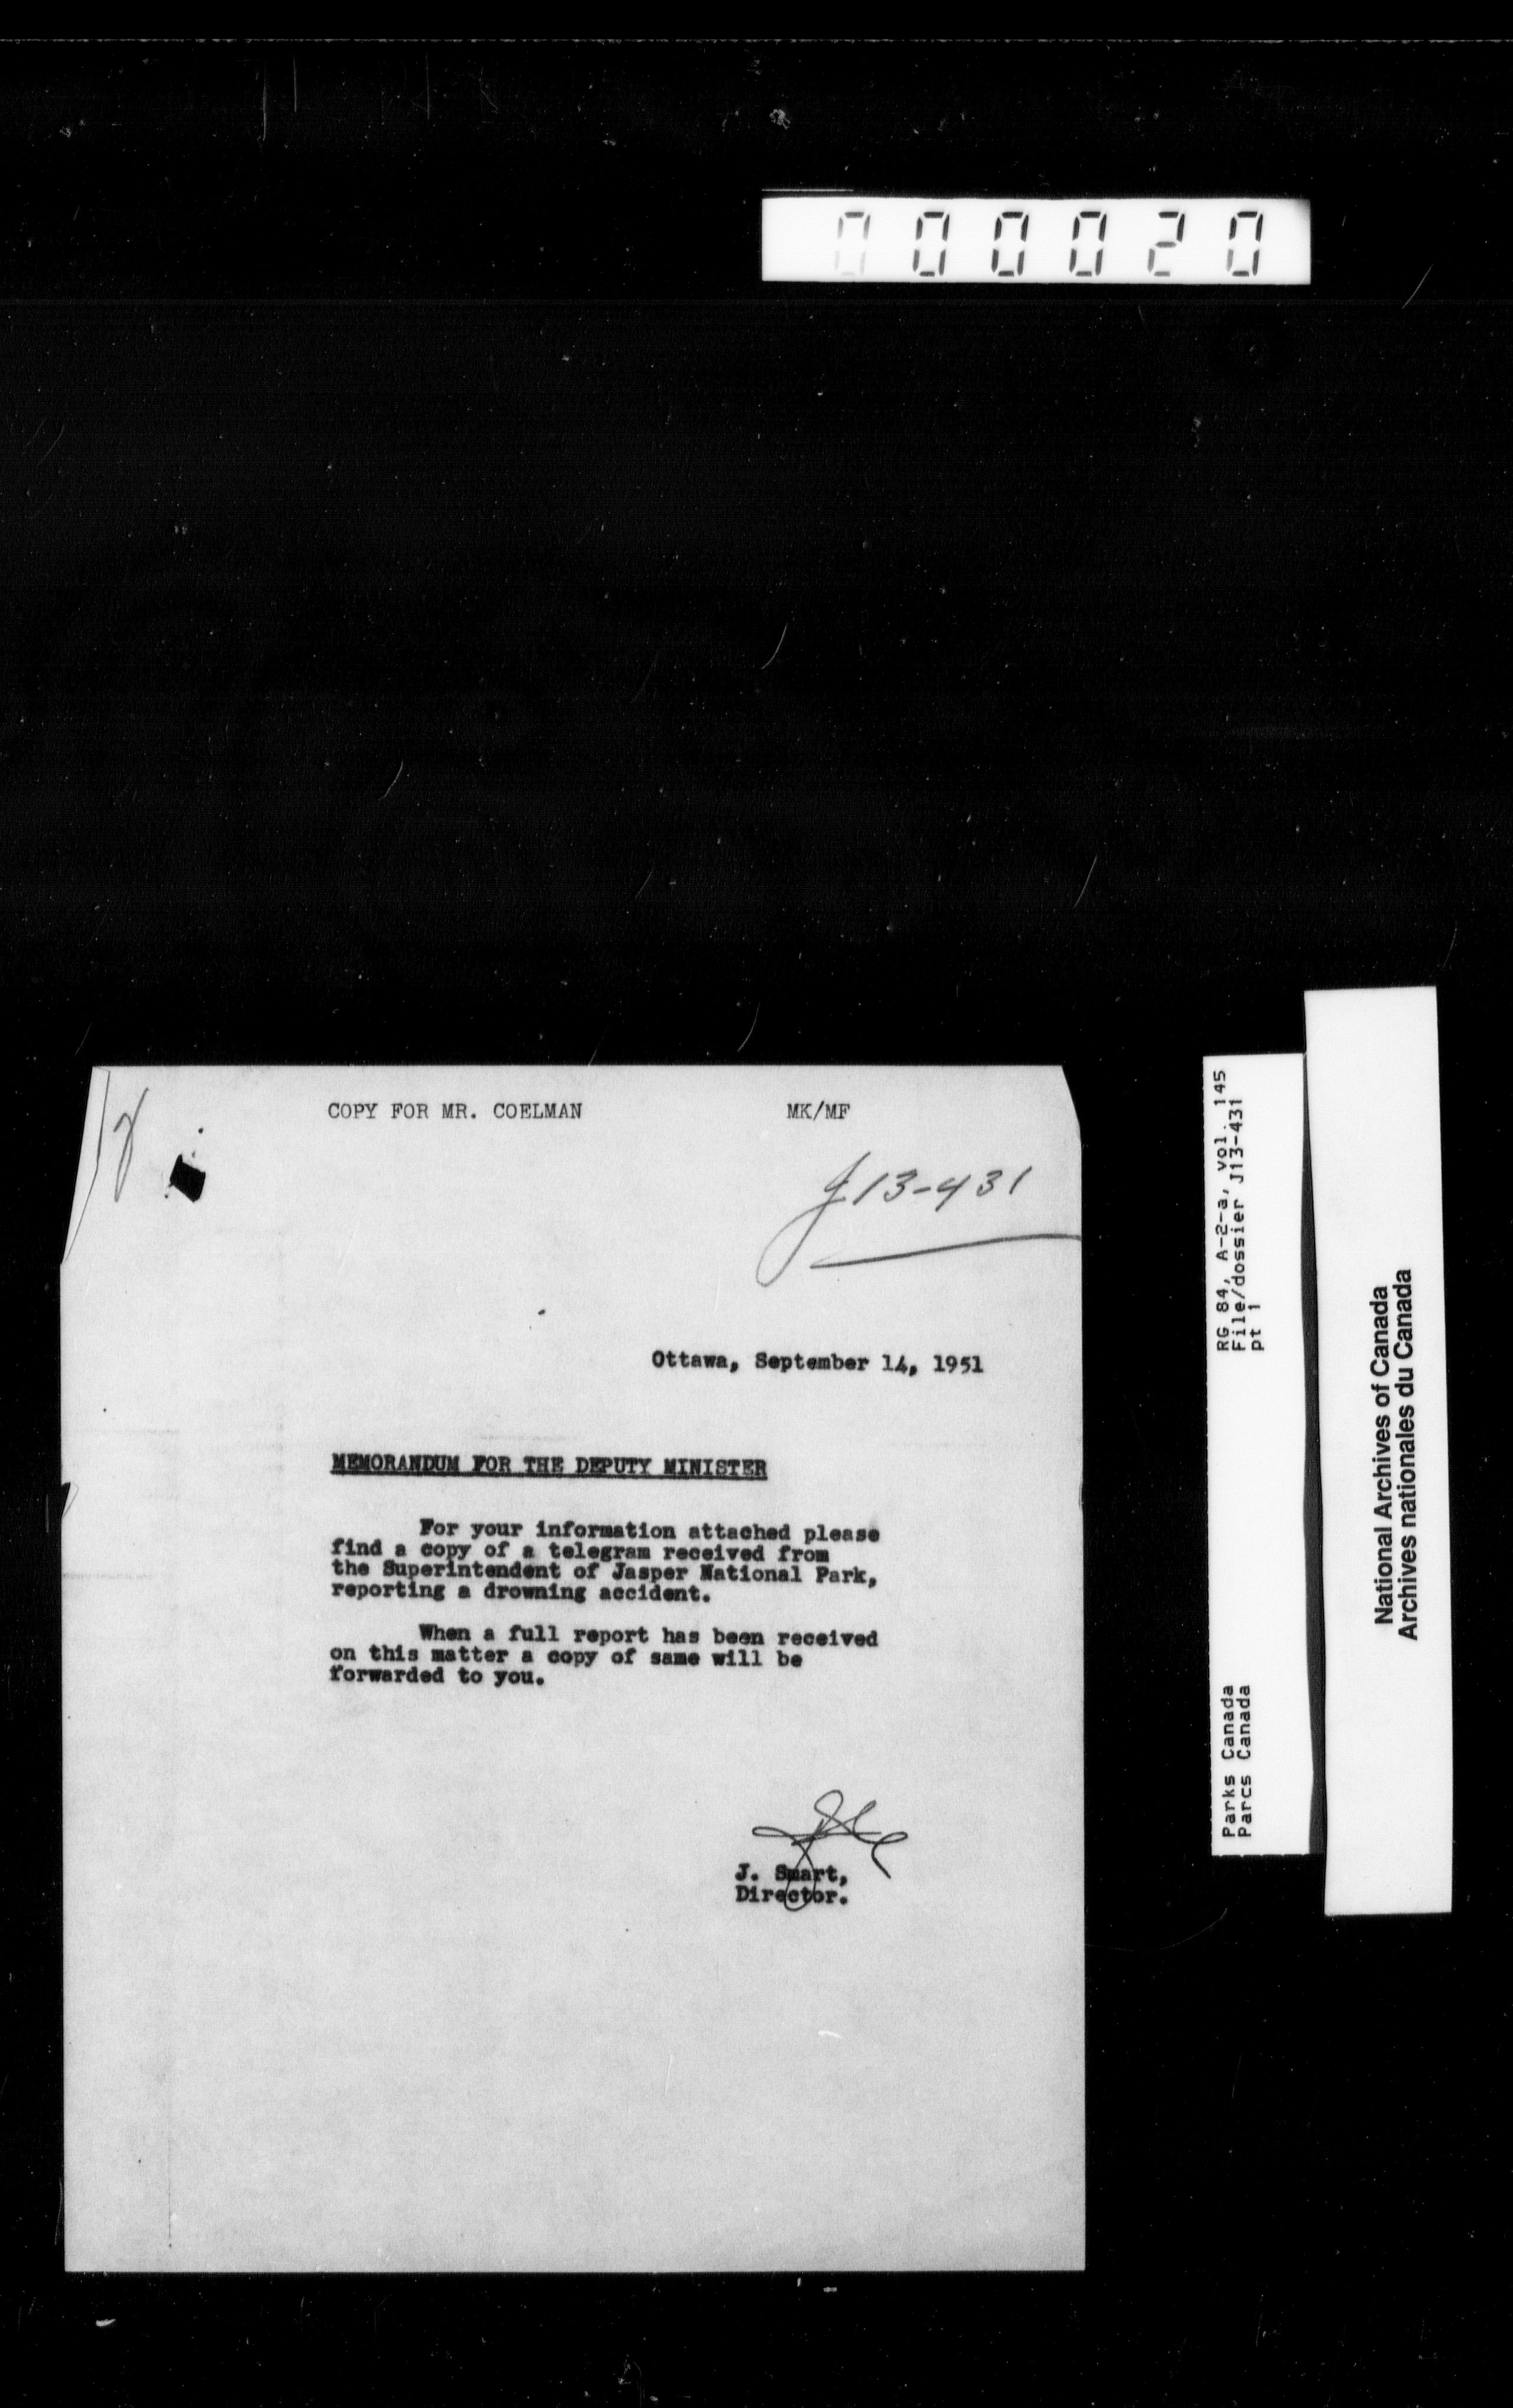 000020
COPY FOR MR. COELMAN MK/MF
J13-431
Ottawa, September 14, 1951
MEMORANDUM FOR THE DEPUTY MINISTER
For your information attached please
find a copy of a telegram received from
the Superintendent of Jasper National Park,
reporting a drowning accident.
When a full report has been received
on this matter a copy of same will be
forwarded to you.
J. Smart,
Director.
RG 84, A-2-a, vol. 145
File/dossier J13-431
pt 1
Parks Canada
Parcs Canada
National Archives of Canada
Archives nationales du Canada